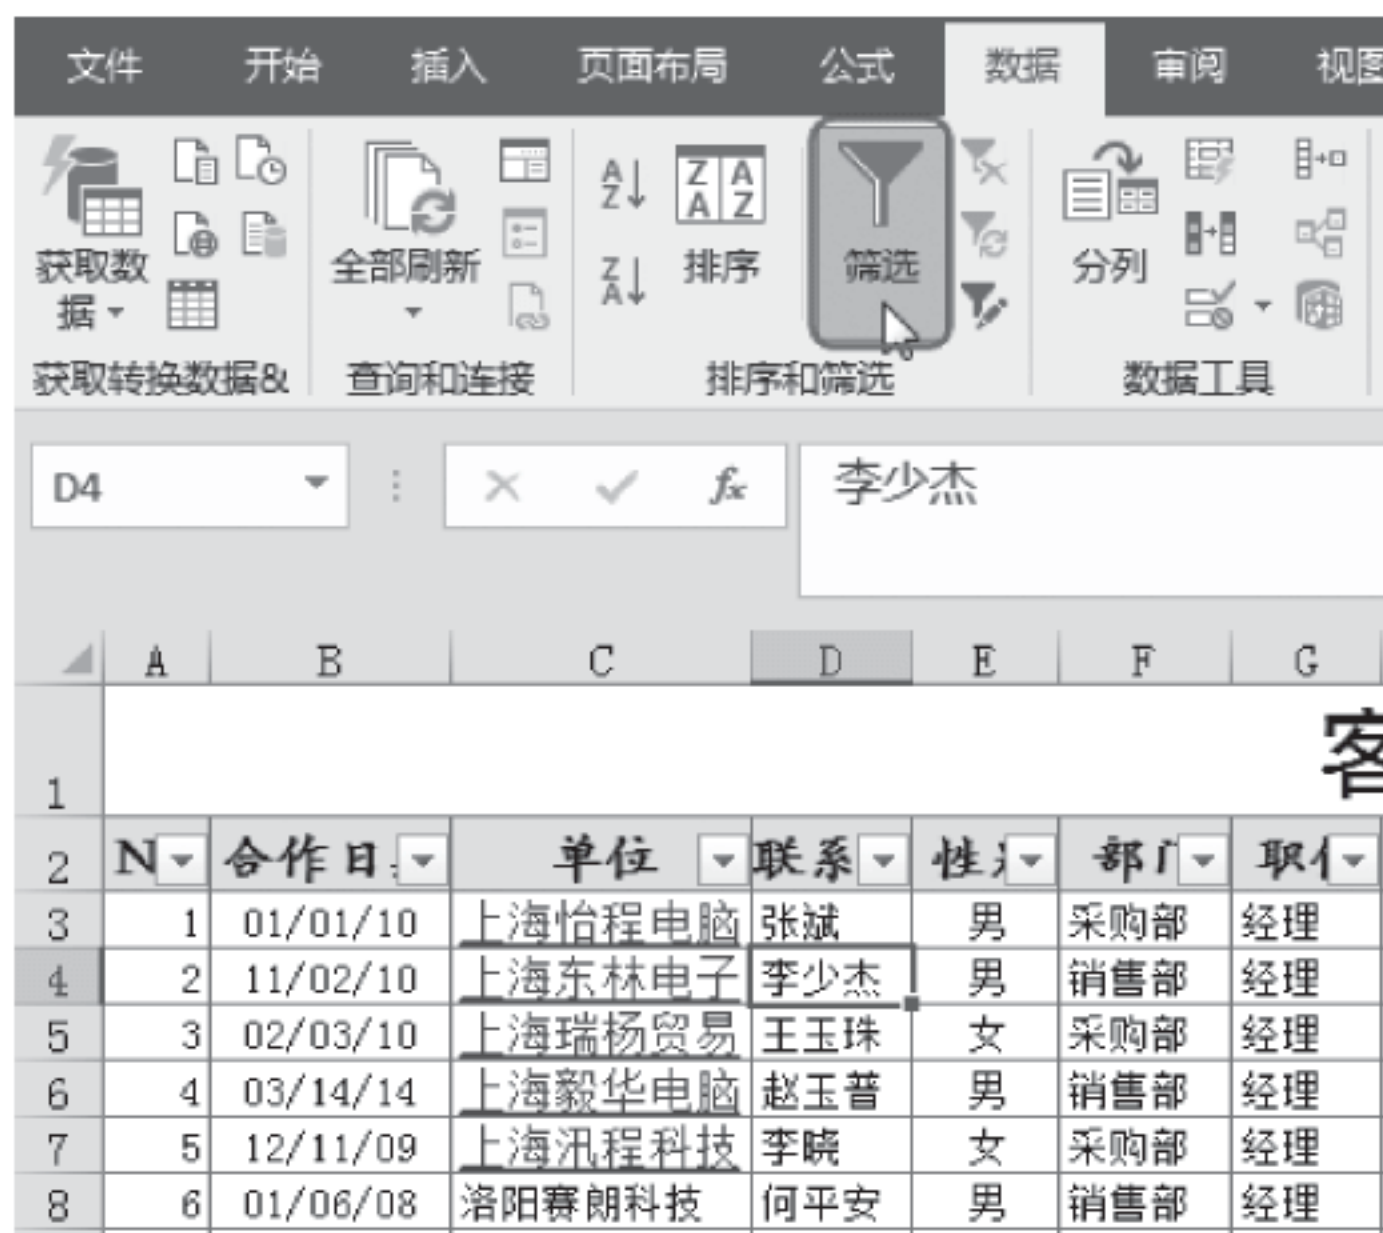 文件 开始 插入 页面布局 公式 数据 审阅 视图
获取数据 全部刷新 排序 筛选 分列
获取转换数据& 查询和连接 排序和筛选 数据工具
D4 fx 李少杰
A B C D E F G
1 客
2 N 合作日 单位 联系 性 部门 职
3 1 01/01/10 上海怡程电脑 张斌 男 采购部 经理
4 2 11/02/10 上海东林电子 李少杰 男 销售部 经理
5 3 02/03/10 上海瑞杨贸易 王玉珠 女 采购部 经理
6 4 03/14/14 上海毅华电脑 赵玉普 男 销售部 经理
7 5 12/11/09 上海汛程科技 李晓 女 采购部 经理
8 6 01/06/08 洛阳赛朗科技 何平安 男 销售部 经理